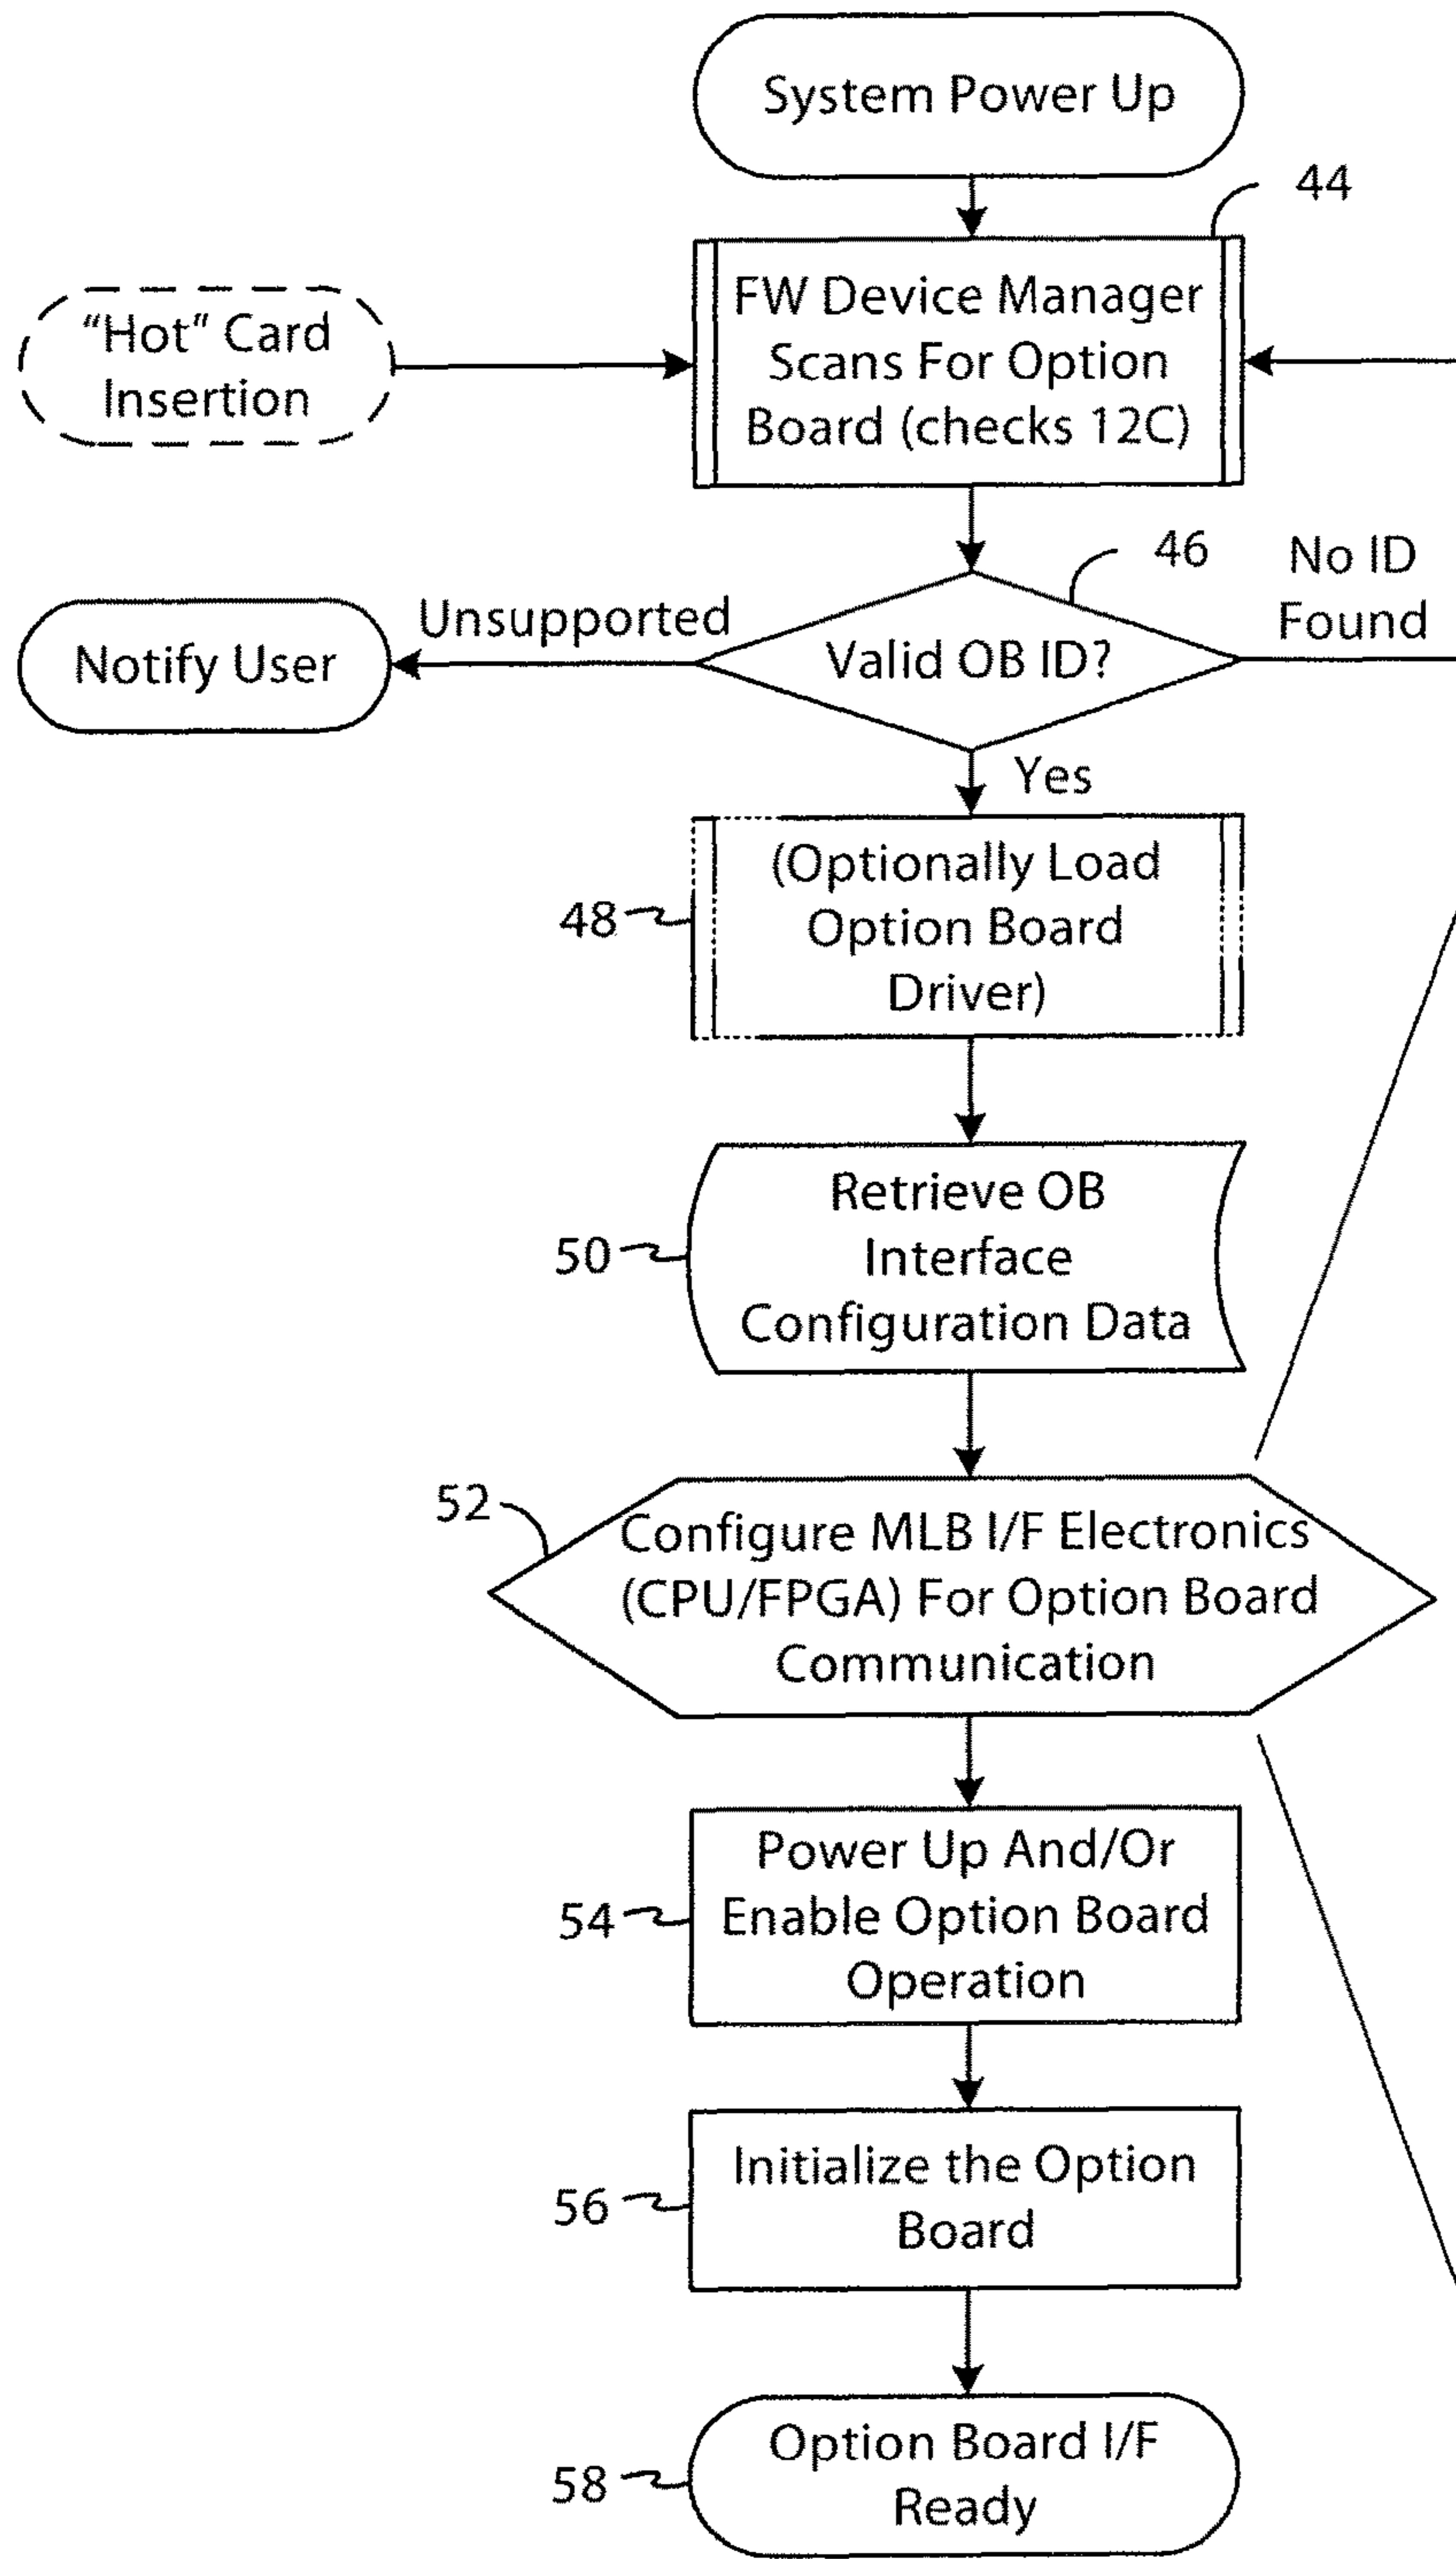 System Power Up
44
FW Device Manager
Scans For Option
Board (checks 12C)
“Hot” Card
Insertion
46
No ID
Found
Unsupported
Notify User
Valid OB ID?
Yes
(Optionally Load
Option Board
Driver)
48
Retrieve OB
Interface
Configuration Data
50
52
Configure MLB I/F Electronics
(CPU/FPGA) For Option Board
Communication
Power Up And/Or
Enable Option Board
Operation
54
Initialize the Option
Board
56
Option Board I/F
Ready
58